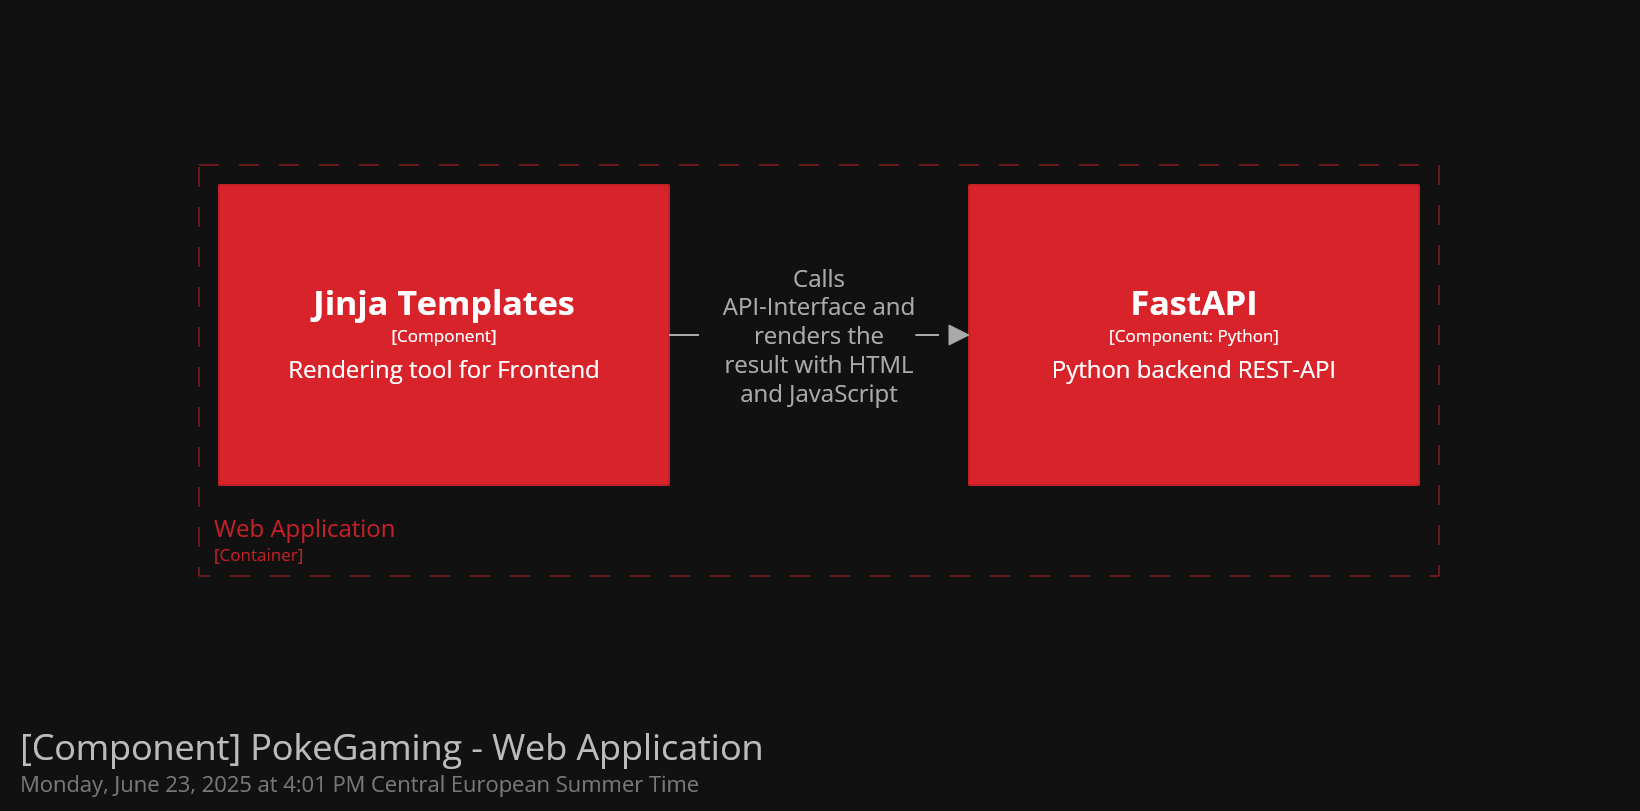 Jinja Templates
[Component]
Rendering tool for Frontend
Calls
API-Interface and
renders the
result with HTML
and JavaScript
FastAPI
[Component: Python]
Python backend REST-API
Web Application
[Container]
[Component] PokeGaming - Web Application
Monday, June 23, 2025 at 4:01 PM Central European Summer Time